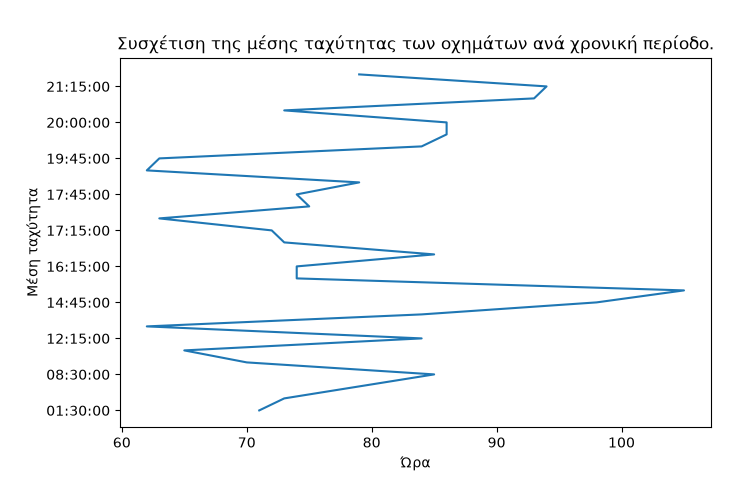 Συσχέτιση της μέσης ταχύτητας των οχημάτων ανά χρονική περίοδο.
Μέση ταχύτητα
21:15:00
20:00:00
19:45:00
17:45:00
17:15:00
16:15:00
14:45:00
12:15:00
08:30:00
01:30:00
60 70 80 90 100
Ώρα